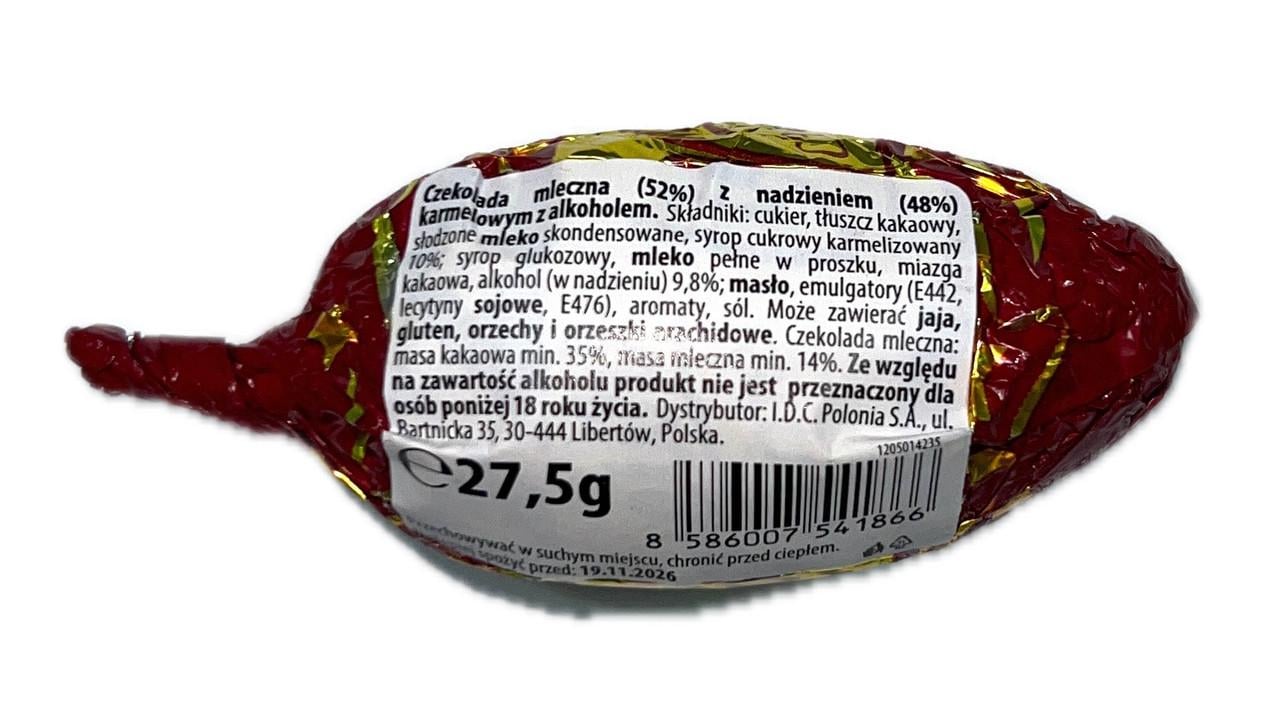 Czekolada mleczna (52%) z nadzieniem (48%)
karmelowym z alkoholem. Składniki: cukier, tłuszcz kakaowy,
słodzone mleko skondensowane, syrop cukrowy karmelizowany
10%; syrop glukozowy, mleko pełne w proszku, miazga
kakaowa, alkohol (w nadzieniu) 9,8%; masło, emulgatory (E442,
lecytyny sojowe, E476), aromaty, sól. Może zawierać jaja,
gluten, orzechy i orzeszki arachidowe. Czekolada mleczna:
masa kakaowa min. 35%, masa mleczna min. 14%. Ze względu
na zawartość alkoholu produkt nie jest przeznaczony dla
osób poniżej 18 roku życia. Dystrybutor: I.D.C. Polonia S.A., ul.
Bartnicka 35, 30-444 Libertów, Polska.
1205014235
℮27,5g
8 586007 541866
Przechowywać w suchym miejscu, chronić przed ciepłem.
spożyć przed: 19.11.2026